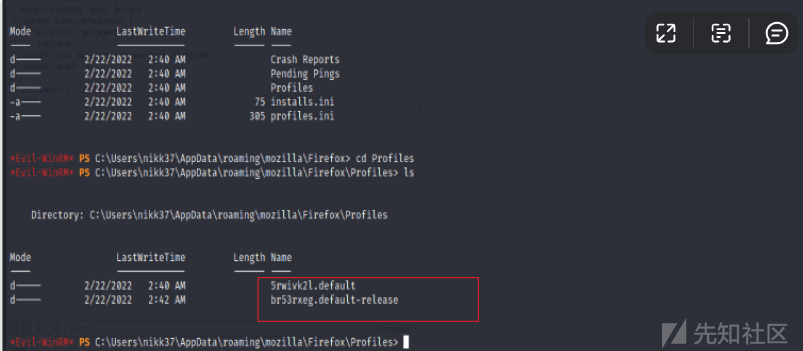 Mode LastWriteTime Length Name
d----- 2/22/2022 2:40 AM Crash Reports
d----- 2/22/2022 2:40 AM Pending Pings
d----- 2/22/2022 2:40 AM Profiles
-a---- 2/22/2022 2:40 AM 75 installs.ini
-a---- 2/22/2022 2:40 AM 305 profiles.ini
*Evil-WinRM* PS C:\Users\nikk37\AppData\roaming\mozilla\Firefox> cd Profiles
*Evil-WinRM* PS C:\Users\nikk37\AppData\roaming\mozilla\Firefox\Profiles> ls
Directory: C:\Users\nikk37\AppData\roaming\mozilla\Firefox\Profiles
Mode LastWriteTime Length Name
d----- 2/22/2022 2:40 AM 5rwivk2l.default
d----- 2/22/2022 2:42 AM br53rxeg.default-release
*Evil-WinRM* PS C:\Users\nikk37\AppData\roaming\mozilla\Firefox\Profiles>
先知社区